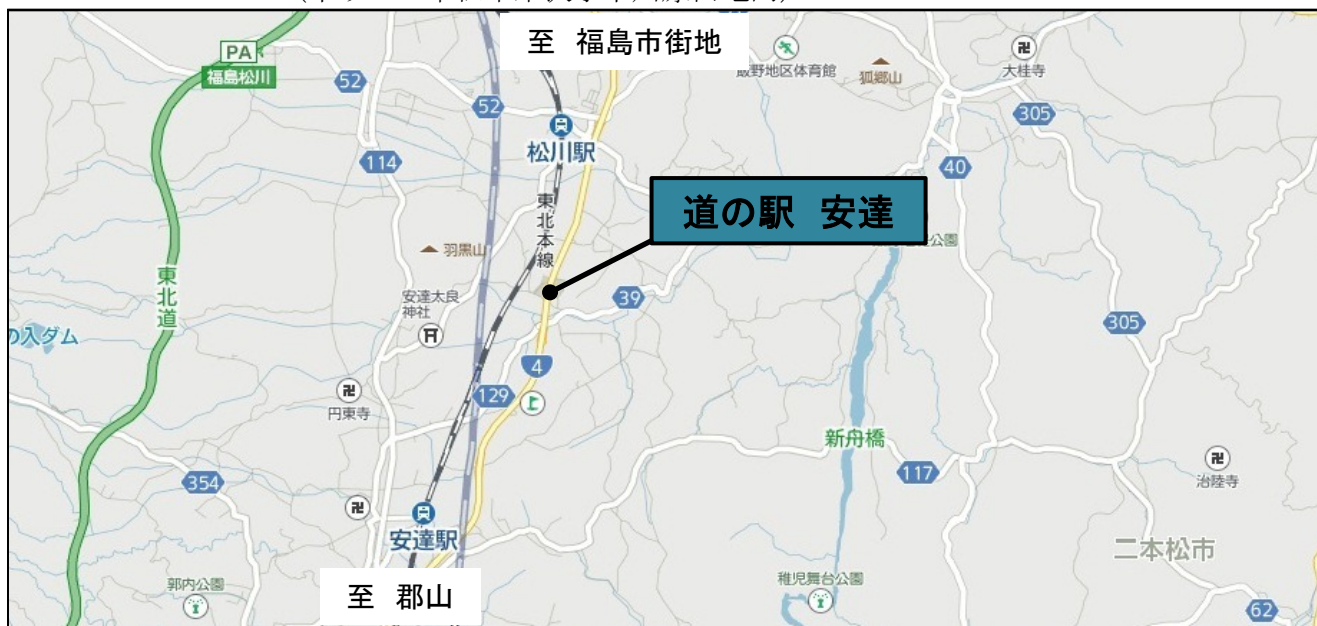 至 福島市街地
PA
福島松川
52
52
飯野地区体育館
狐郷山
大桂寺
305
松川駅
114
40
道の駅 安達
東北本線
羽黒山
公園
東北道
安達太良
神社
39
の入ダム
305
4
129
円東寺
新舟橋
117
治陸寺
354
安達駅
二本松市
郭内公園
至 郡山
稚児舞台公園
62